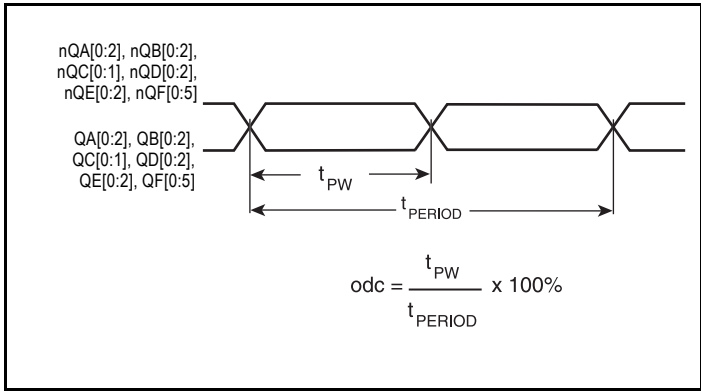 nQA[0:2], nQB[0:2],
nQC[0:1], nQD[0:2],
nQE[0:2], nQF[0:5]
QA[0:2], QB[0:2],
QC[0:1], QD[0:2],
QE[0:2], QF[0:5]
tPW
tPERIOD
odc = tPW / tPERIOD x 100%